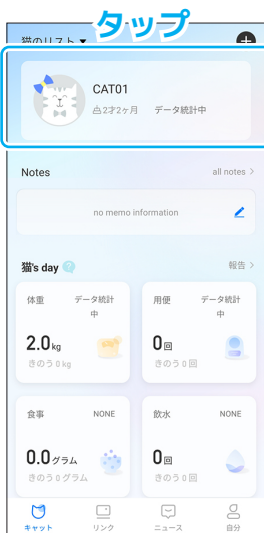 タップ
猫のリスト ▼
CAT01
凸2才2ヶ月 データ統計中
Notes
all notes >
no memo information
猫's day ?
報告 >
体重 データ統計中
2.0 kg
きのう 0 kg
用便 データ統計中
0 回
きのう 0 回
食事 NONE
0.0 グラム
きのう 0 グラム
飲水 NONE
0 回
きのう 0 回
キャット リンク ニュース 自分